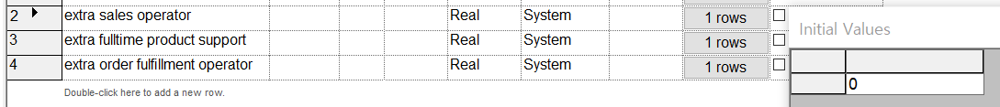 2 extra sales operator Real System 1 rows
3 extra fulltime product support Real System 1 rows
4 extra order fulfillment operator Real System 1 rows
Double-click here to add a new row.
Initial Values
0